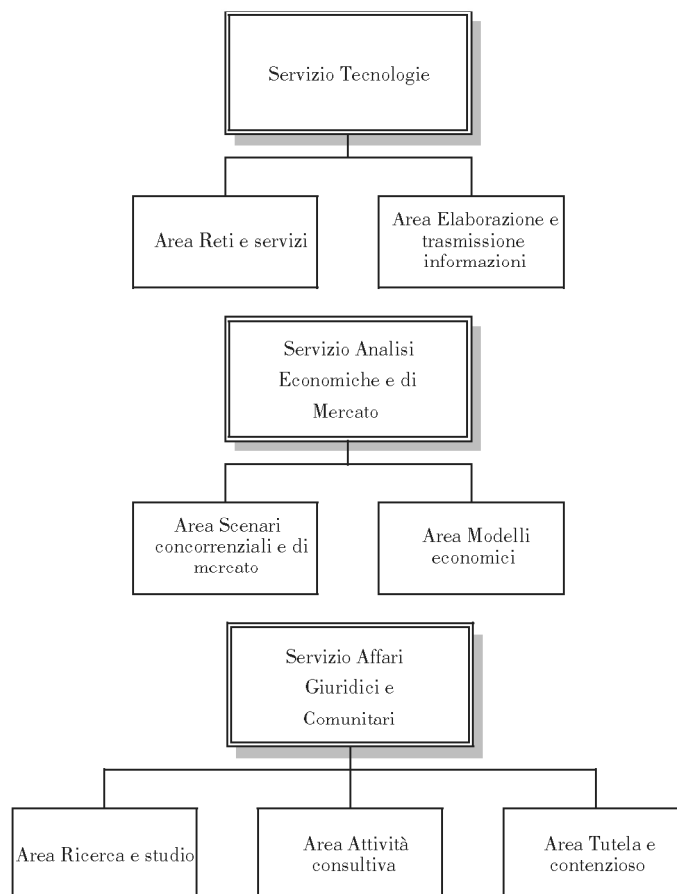 Servizio Tecnologie
Area Reti e servizi
Area Elaborazione e
trasmissione
informazioni
Servizio Analisi
Economiche e di
Mercato
Area Scenari
concorrenziali e di
mercato
Area Modelli
economici
Servizio Affari
Giuridici e
Comunitari
Area Ricerca e studio
Area Attività
consultiva
Area Tutela e
contenzioso